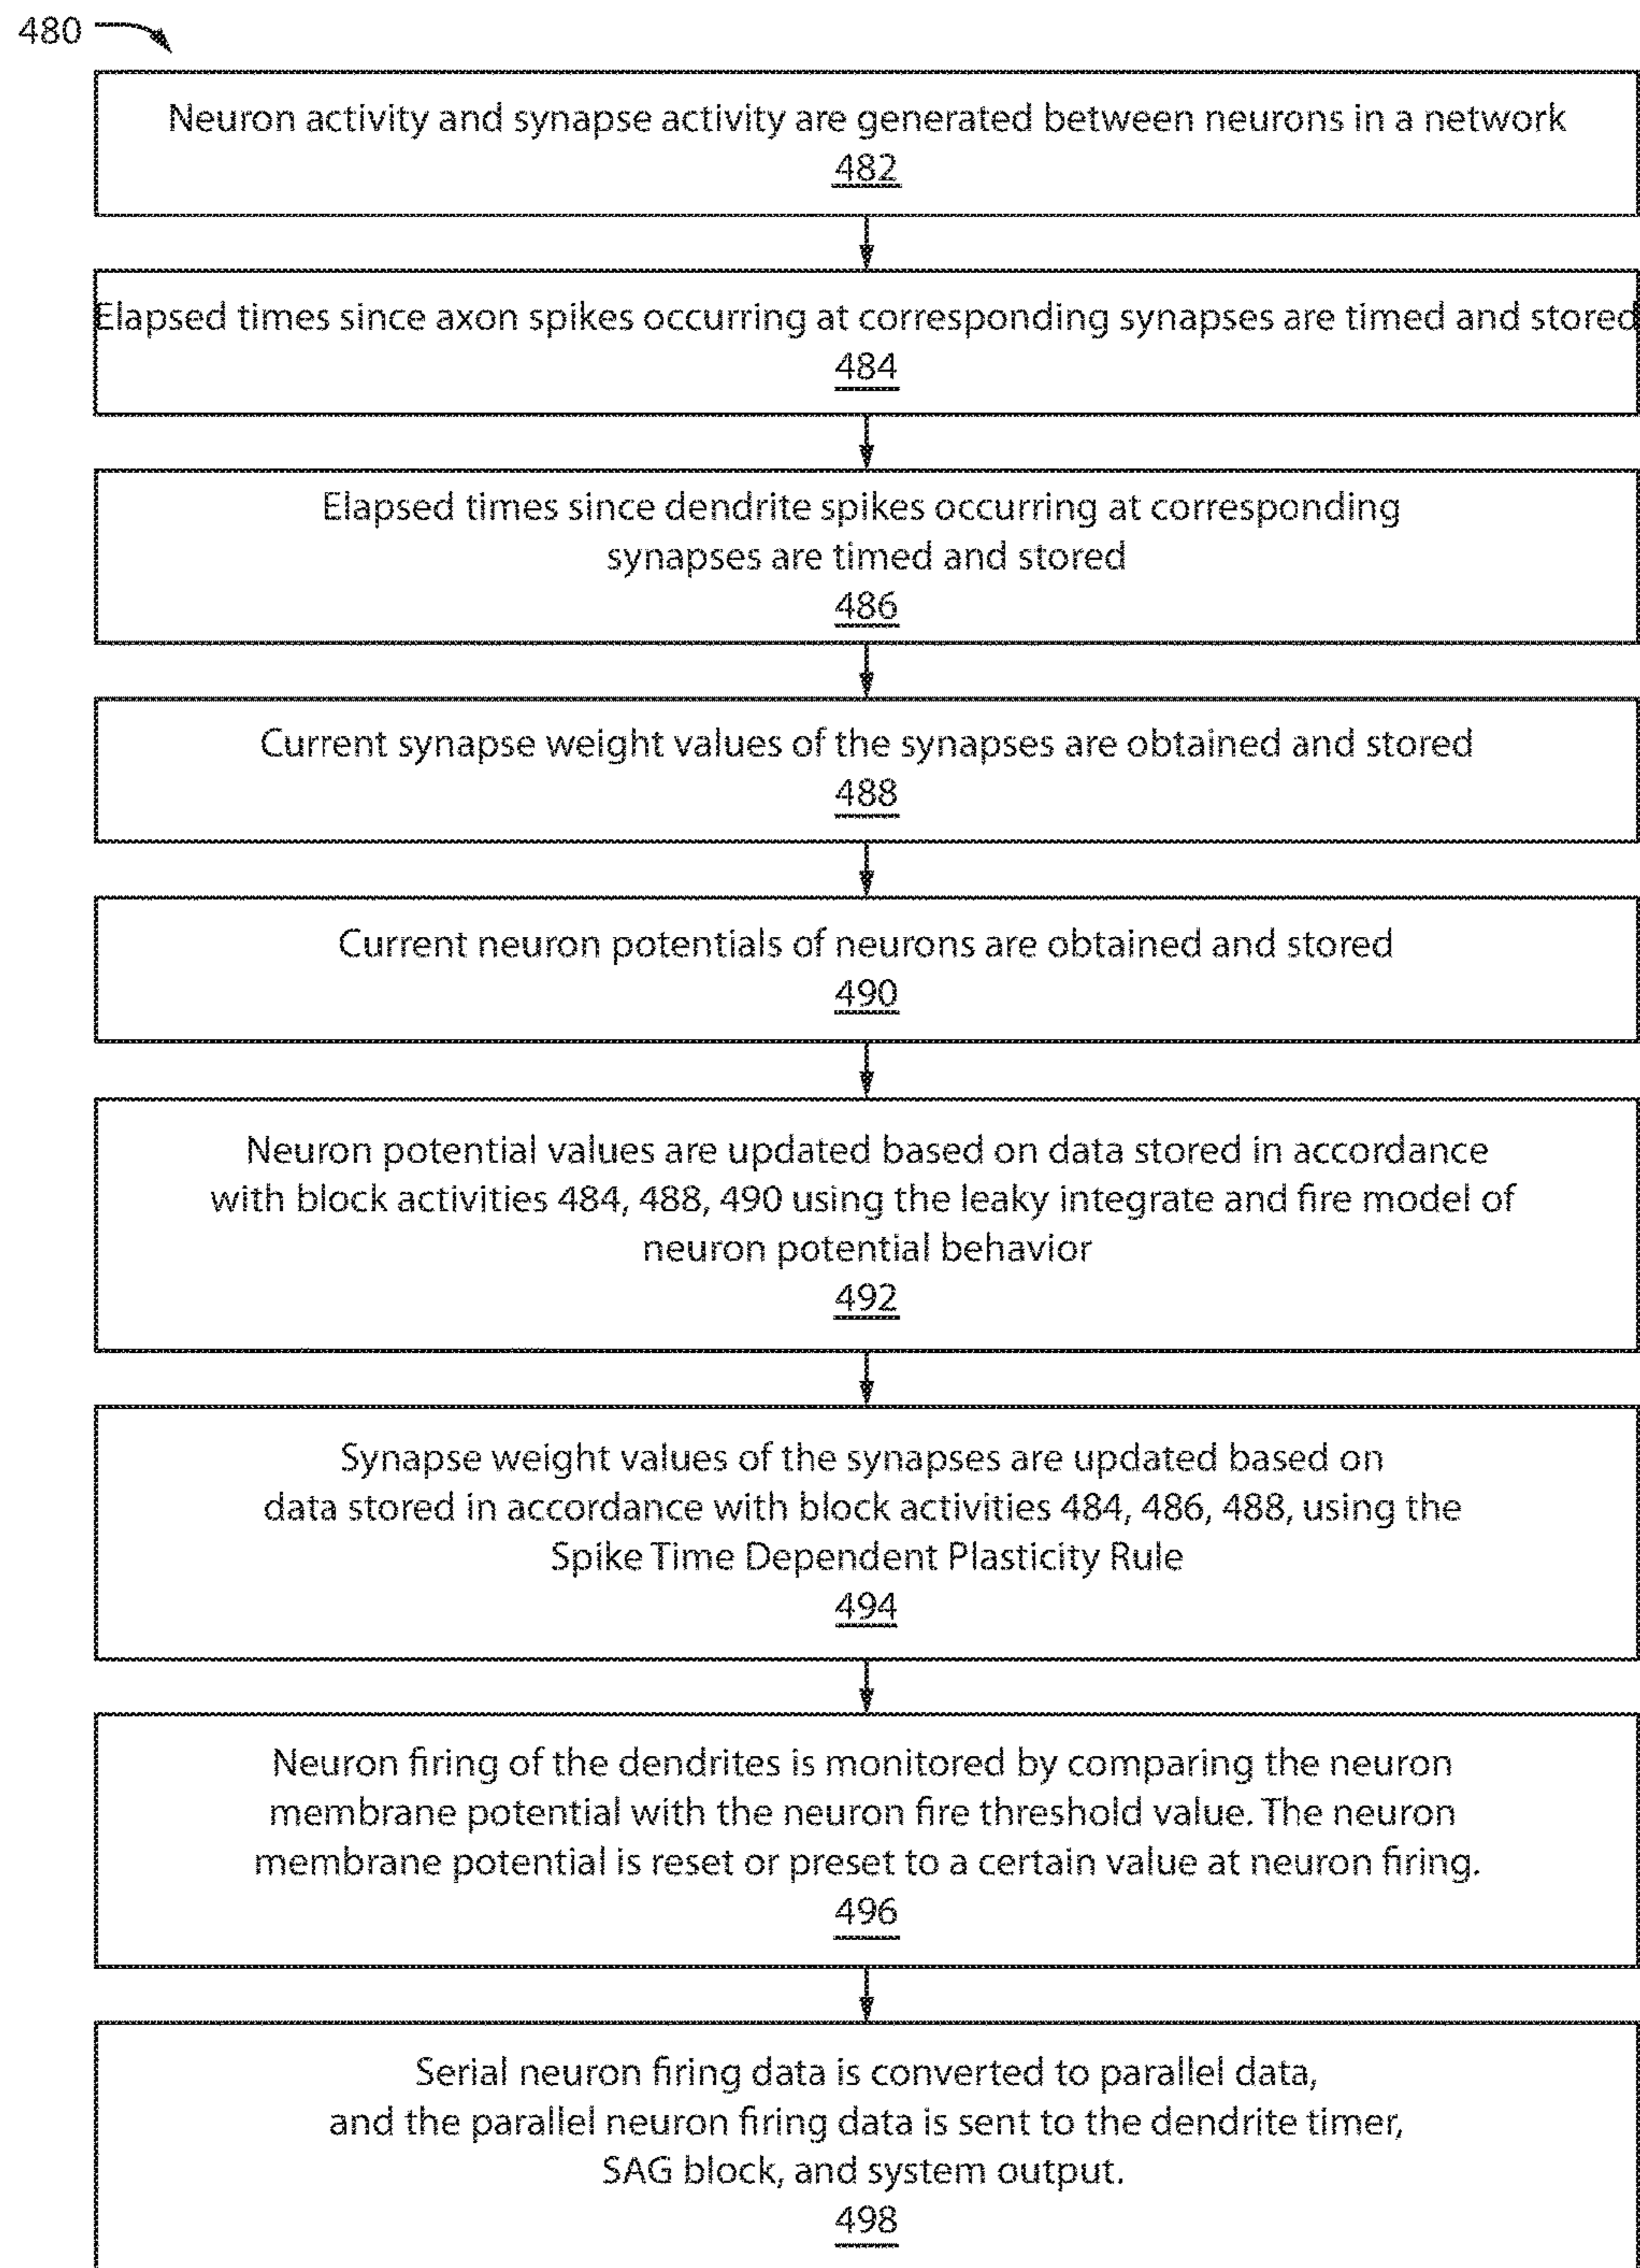 480
Neuron activity and synapse activity are generated between neurons in a network
482
Elapsed times since axon spikes occurring at corresponding synapses are timed and stored
484
Elapsed times since dendrite spikes occurring at corresponding
synapses are timed and stored
486
Current synapse weight values of the synapses are obtained and stored
488
Current neuron potentials of neurons are obtained and stored
490
Neuron potential values are updated based on data stored in accordance
with block activities 484, 488, 490 using the leaky integrate and fire model of
neuron potential behavior
492
Synapse weight values of the synapses are updated based on
data stored in accordance with block activities 484, 486, 488, using the
Spike Time Dependent Plasticity Rule
494
Neuron firing of the dendrites is monitored by comparing the neuron
membrane potential with the neuron fire threshold value. The neuron
membrane potential is reset or preset to a certain value at neuron firing.
496
Serial neuron firing data is converted to parallel data,
and the parallel neuron firing data is sent to the dendrite timer,
SAG block, and system output.
498